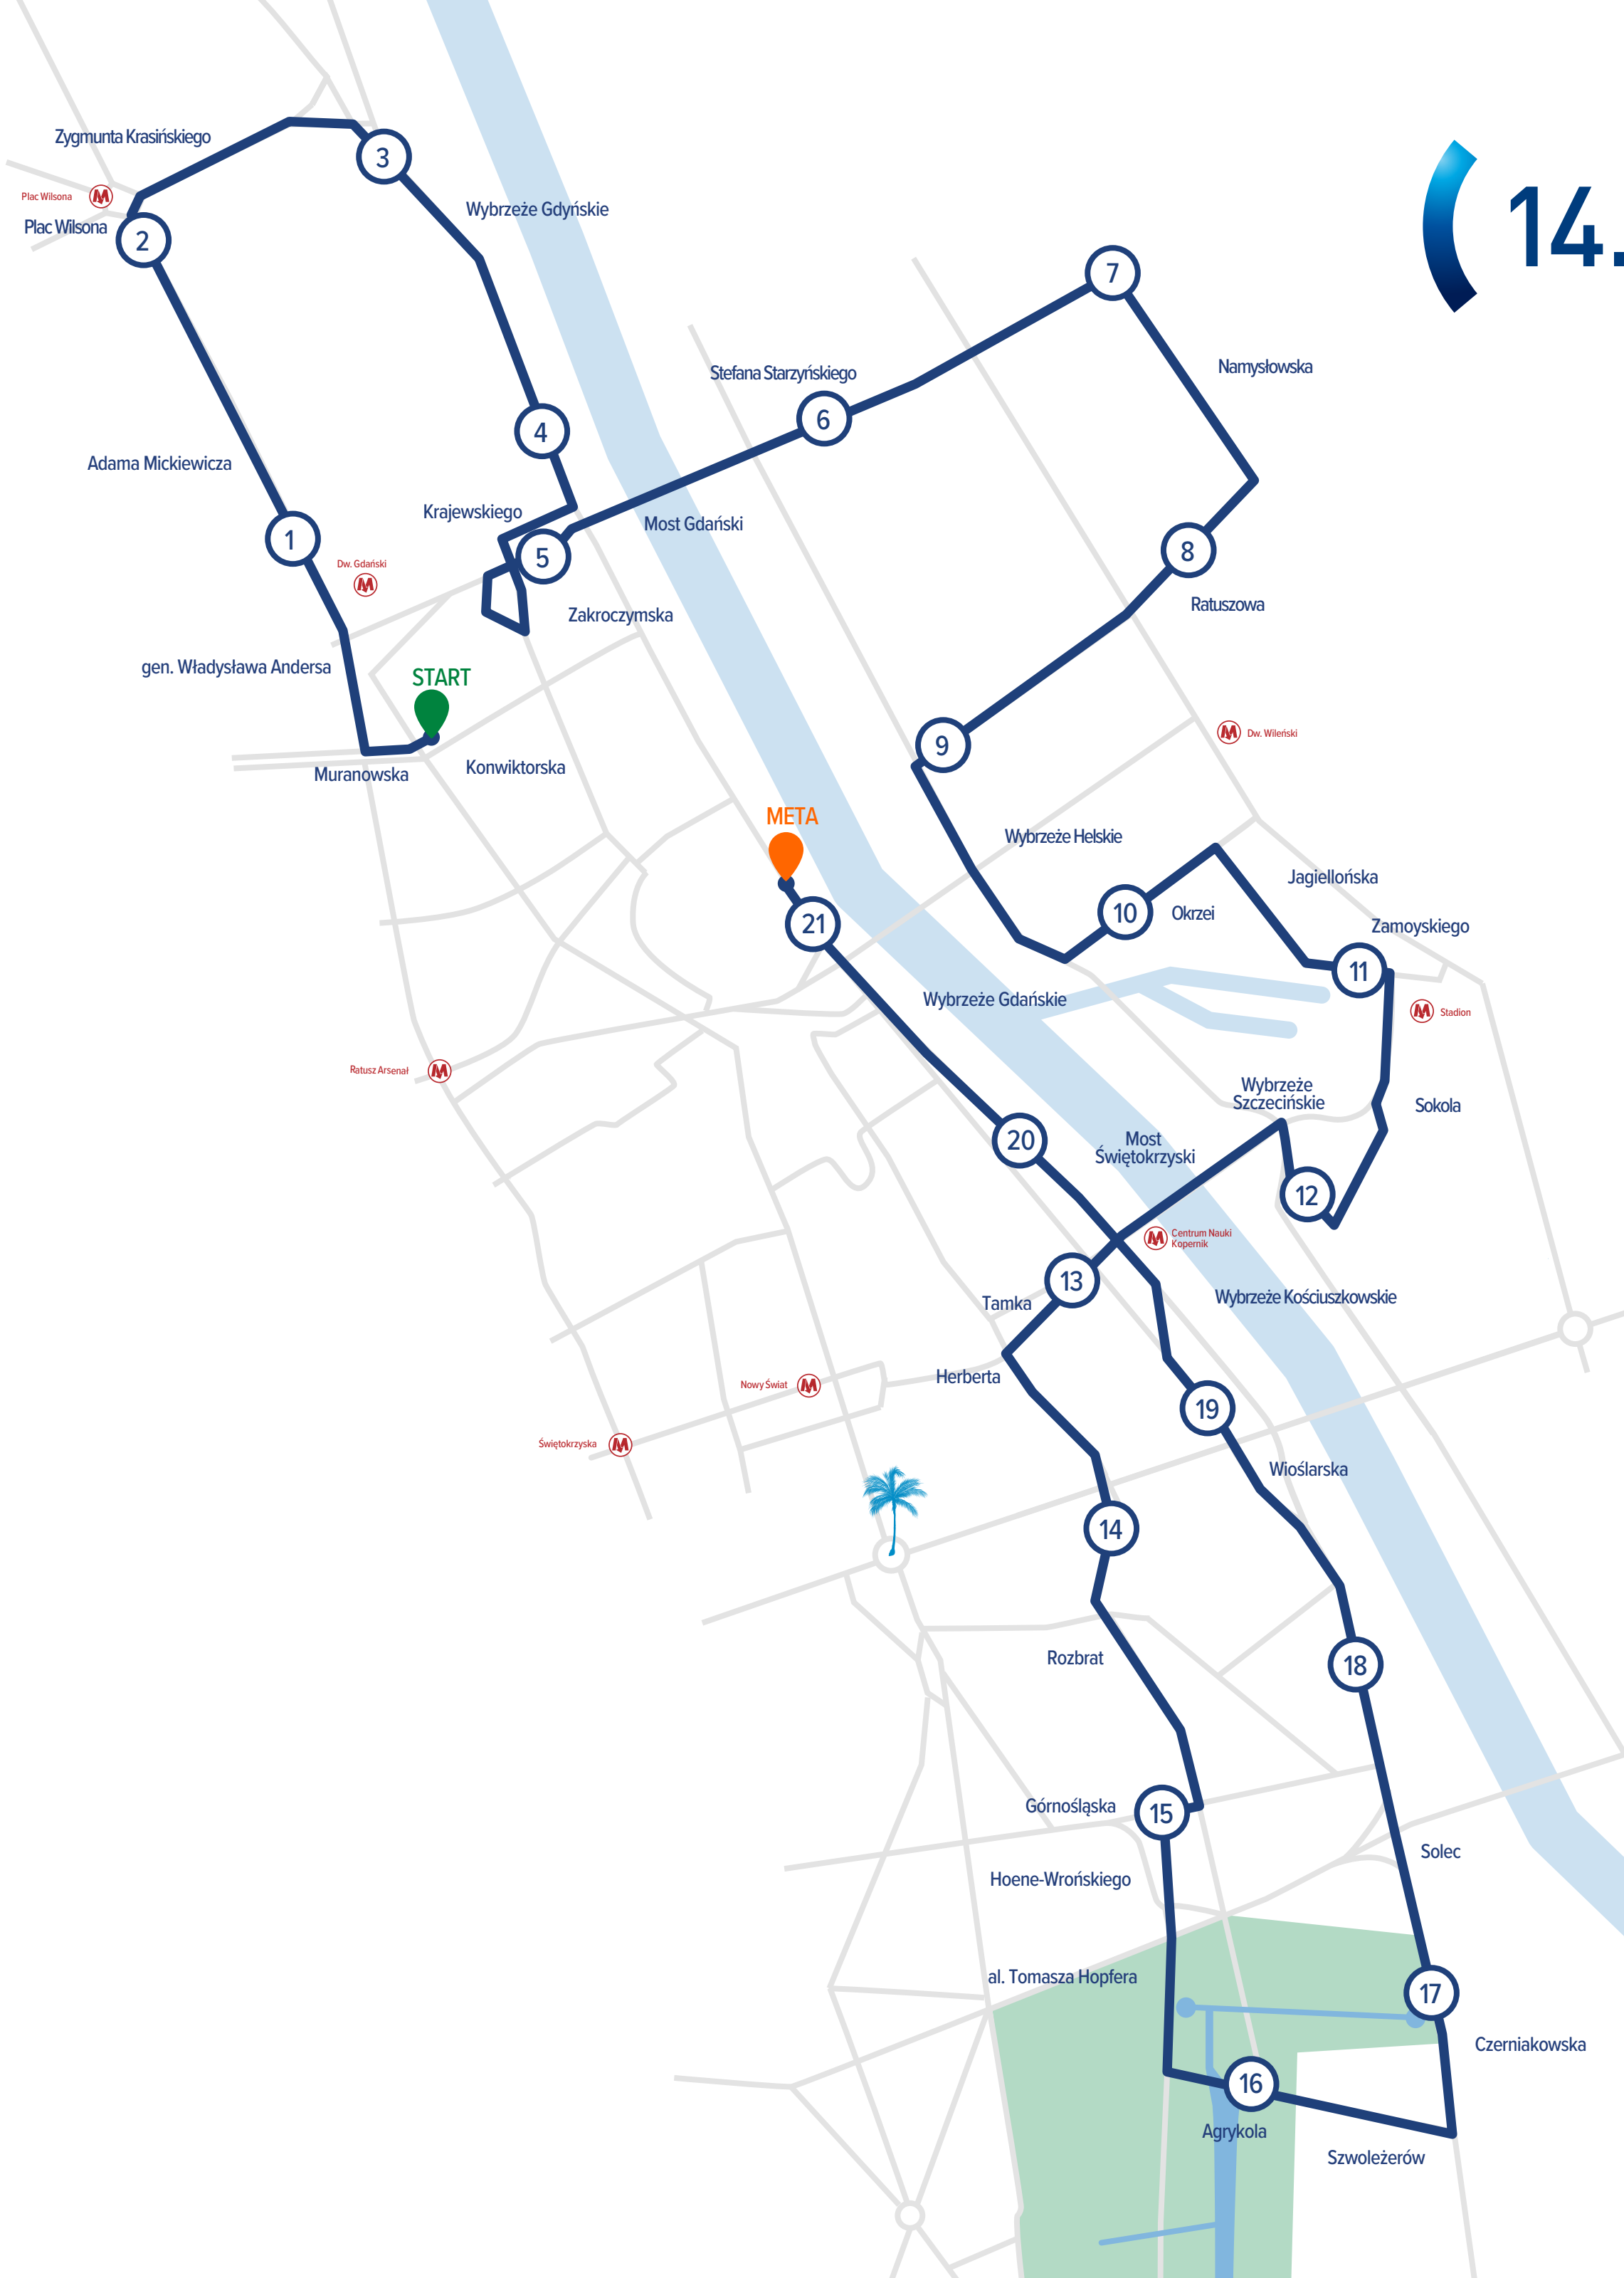 Zygmunta Krasińskiego
3
14.
Plac Wilsona
Wybrzeże Gdyńskie
Plac Wilsona
2
7
Stefana Starzyńskiego
Namysłowska
6
4
Adama Mickiewicza
Krajewskiego
Most Gdański
1
5
8
Dw. Gdański
Ratuszowa
Zakroczymska
gen. Władysława Andersa
START
Dw. Wileński
9
Konwiktorska
Muranowska
META
Wybrzeże Helskie
Jagiellońska
10
Okrzei
21
Zamoyskiego
11
Wybrzeże Gdańskie
Stadion
Ratusz Arsenał
Wybrzeże
Szczecińskie
Sokola
20
Most
Świętokrzyski
12
Centrum Nauki
Kopernik
13
Tamka
Wybrzeże Kościuszkowskie
Herberta
Nowy Świat
19
Świętokrzyska
Wioślarska
14
Rozbrat
18
Górnośląska
15
Solec
Hoene-Wrońskiego
al. Tomasza Hopfera
17
Czerniakowska
16
Agrykola
Szwoleżerów